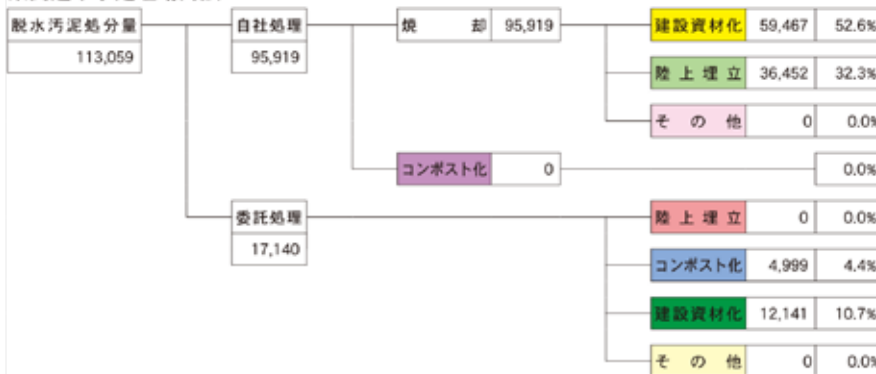 脱水汚泥処分量 自社処理 焼却 95,919 建設資材化 59,467 52.6%
113,059 95,919
陸上埋立 36,452 32.3%
その他 0 0.0%
コンポスト化 0 0.0%
委託処理 陸上埋立 0 0.0%
17,140
コンポスト化 4,999 4.4%
建設資材化 12,141 10.7%
その他 0 0.0%